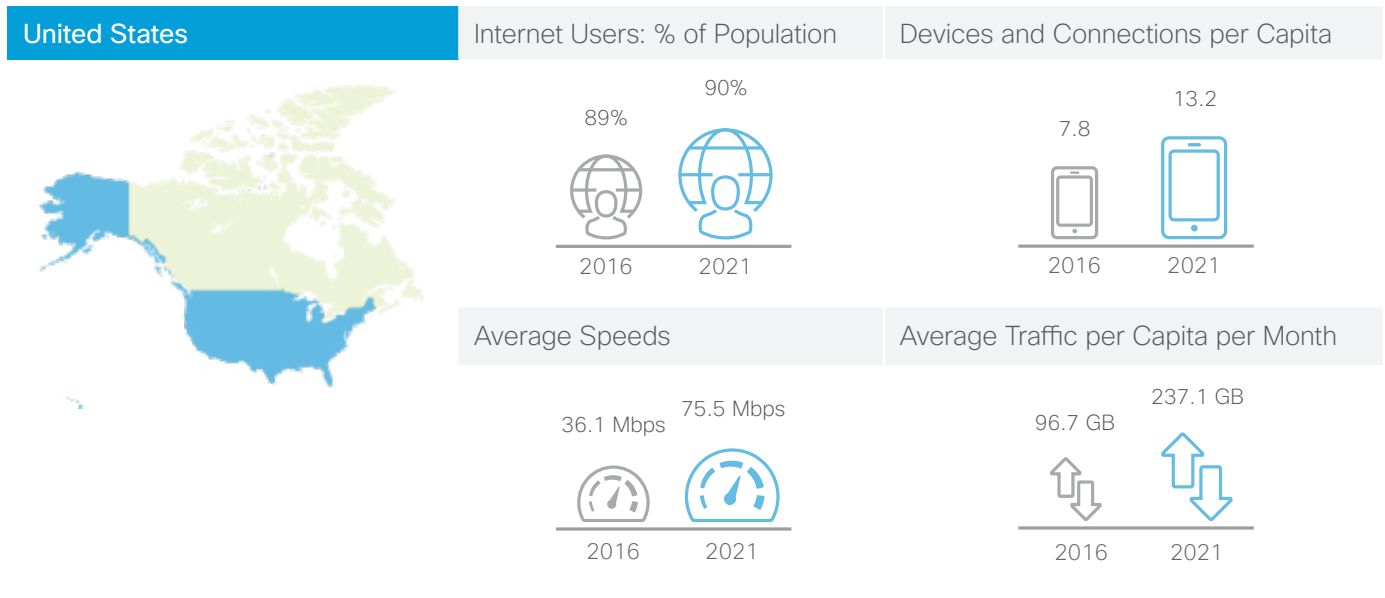 United States
Internet Users: % of Population
Devices and Connections per Capita
89%
90%
2016
2021
7.8
13.2
2016
2021
Average Speeds
Average Traffic per Capita per Month
36.1 Mbps
75.5 Mbps
2016
2021
96.7 GB
237.1 GB
2016
2021